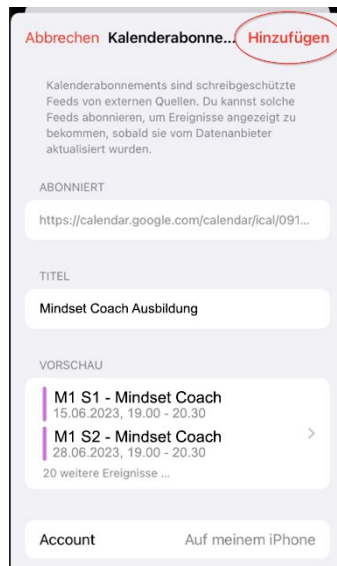 Abbrechen Kalenderabonne... Hinzufügen
Kalenderabonnements sind schreibgeschützte
Feeds von externen Quellen. Du kannst solche
Feeds abonnieren, um Ereignisse angezeigt zu
bekommen, sobald sie vom Datenanbieter
aktualisiert wurden.
ABONNIERT
https://calendar.google.com/calendar/ical/091...
TITEL
Mindset Coach Ausbildung
VORSCHAU
M1 S1 - Mindset Coach
15.06.2023, 19.00 - 20.30
M1 S2 - Mindset Coach
28.06.2023, 19.00 - 20.30
20 weitere Ereignisse ...
Account Auf meinem iPhone